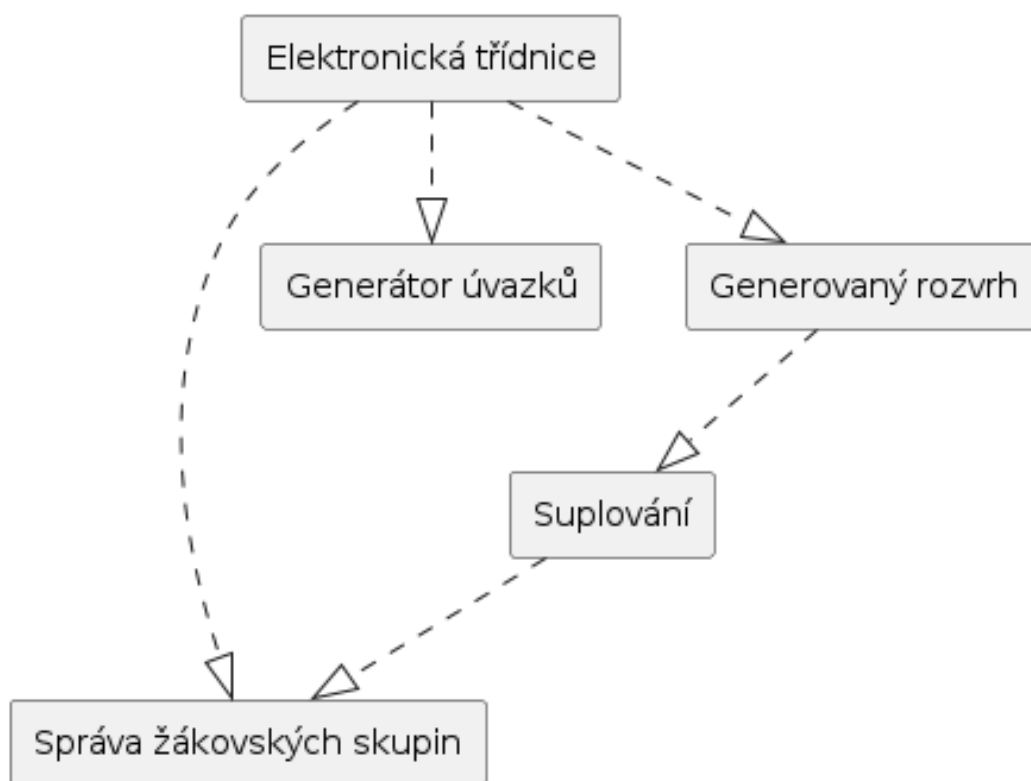 Elektronická třídnice
Generátor úvazků
Generovaný rozvrh
Suplování
Správa žákovských skupin